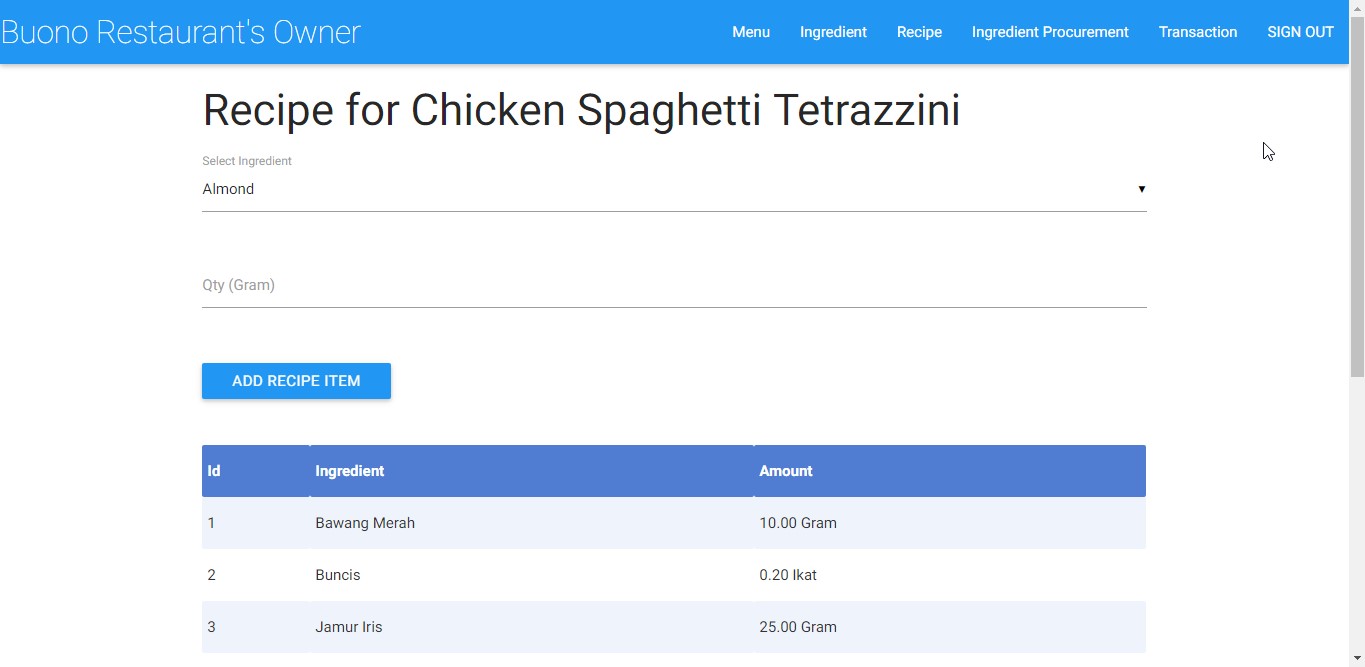 Buono Restaurant's Owner Menu Ingredient Recipe Ingredient Procurement Transaction SIGN OUT
Recipe for Chicken Spaghetti Tetrazzini
Select Ingredient
Almond
Qty (Gram)
ADD RECIPE ITEM
Id Ingredient Amount
1 Bawang Merah 10.00 Gram
2 Buncis 0.20 Ikat
3 Jamur Iris 25.00 Gram